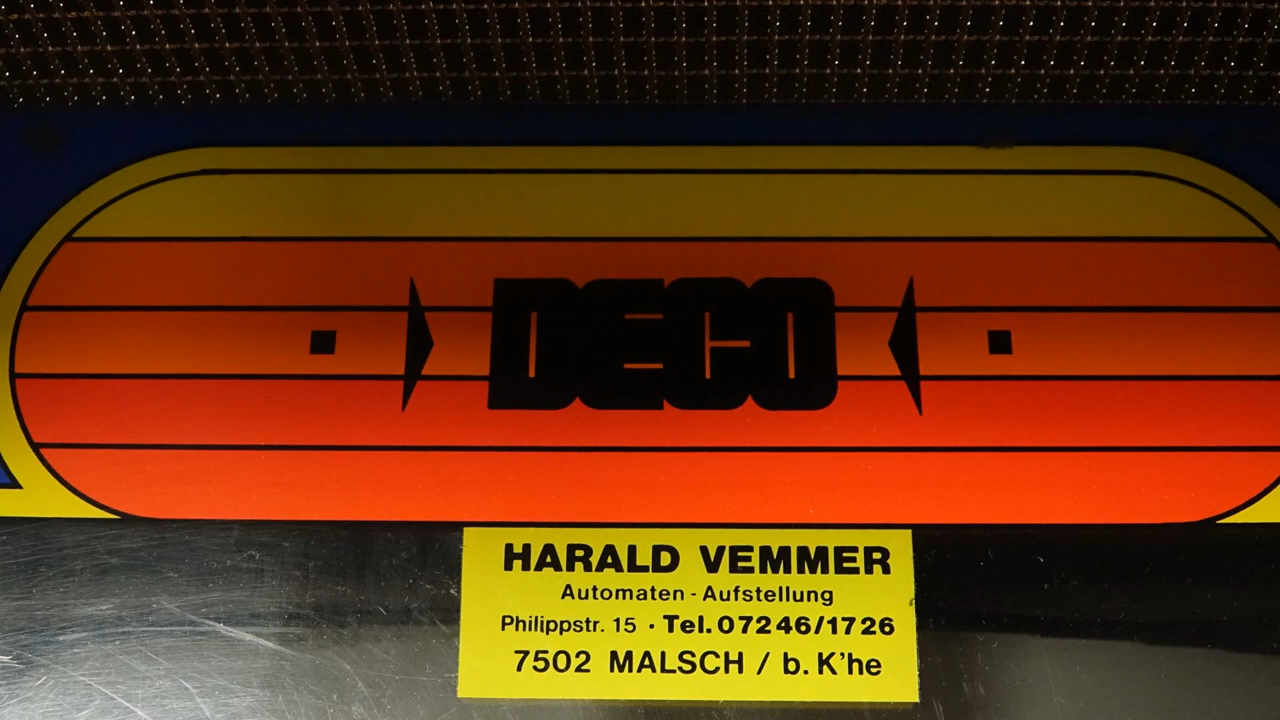 DECO
HARALD VEMMER
Automaten - Aufstellung
Philippstr. 15 · Tel. 07246/1726
7502 MALSCH / b. K'he